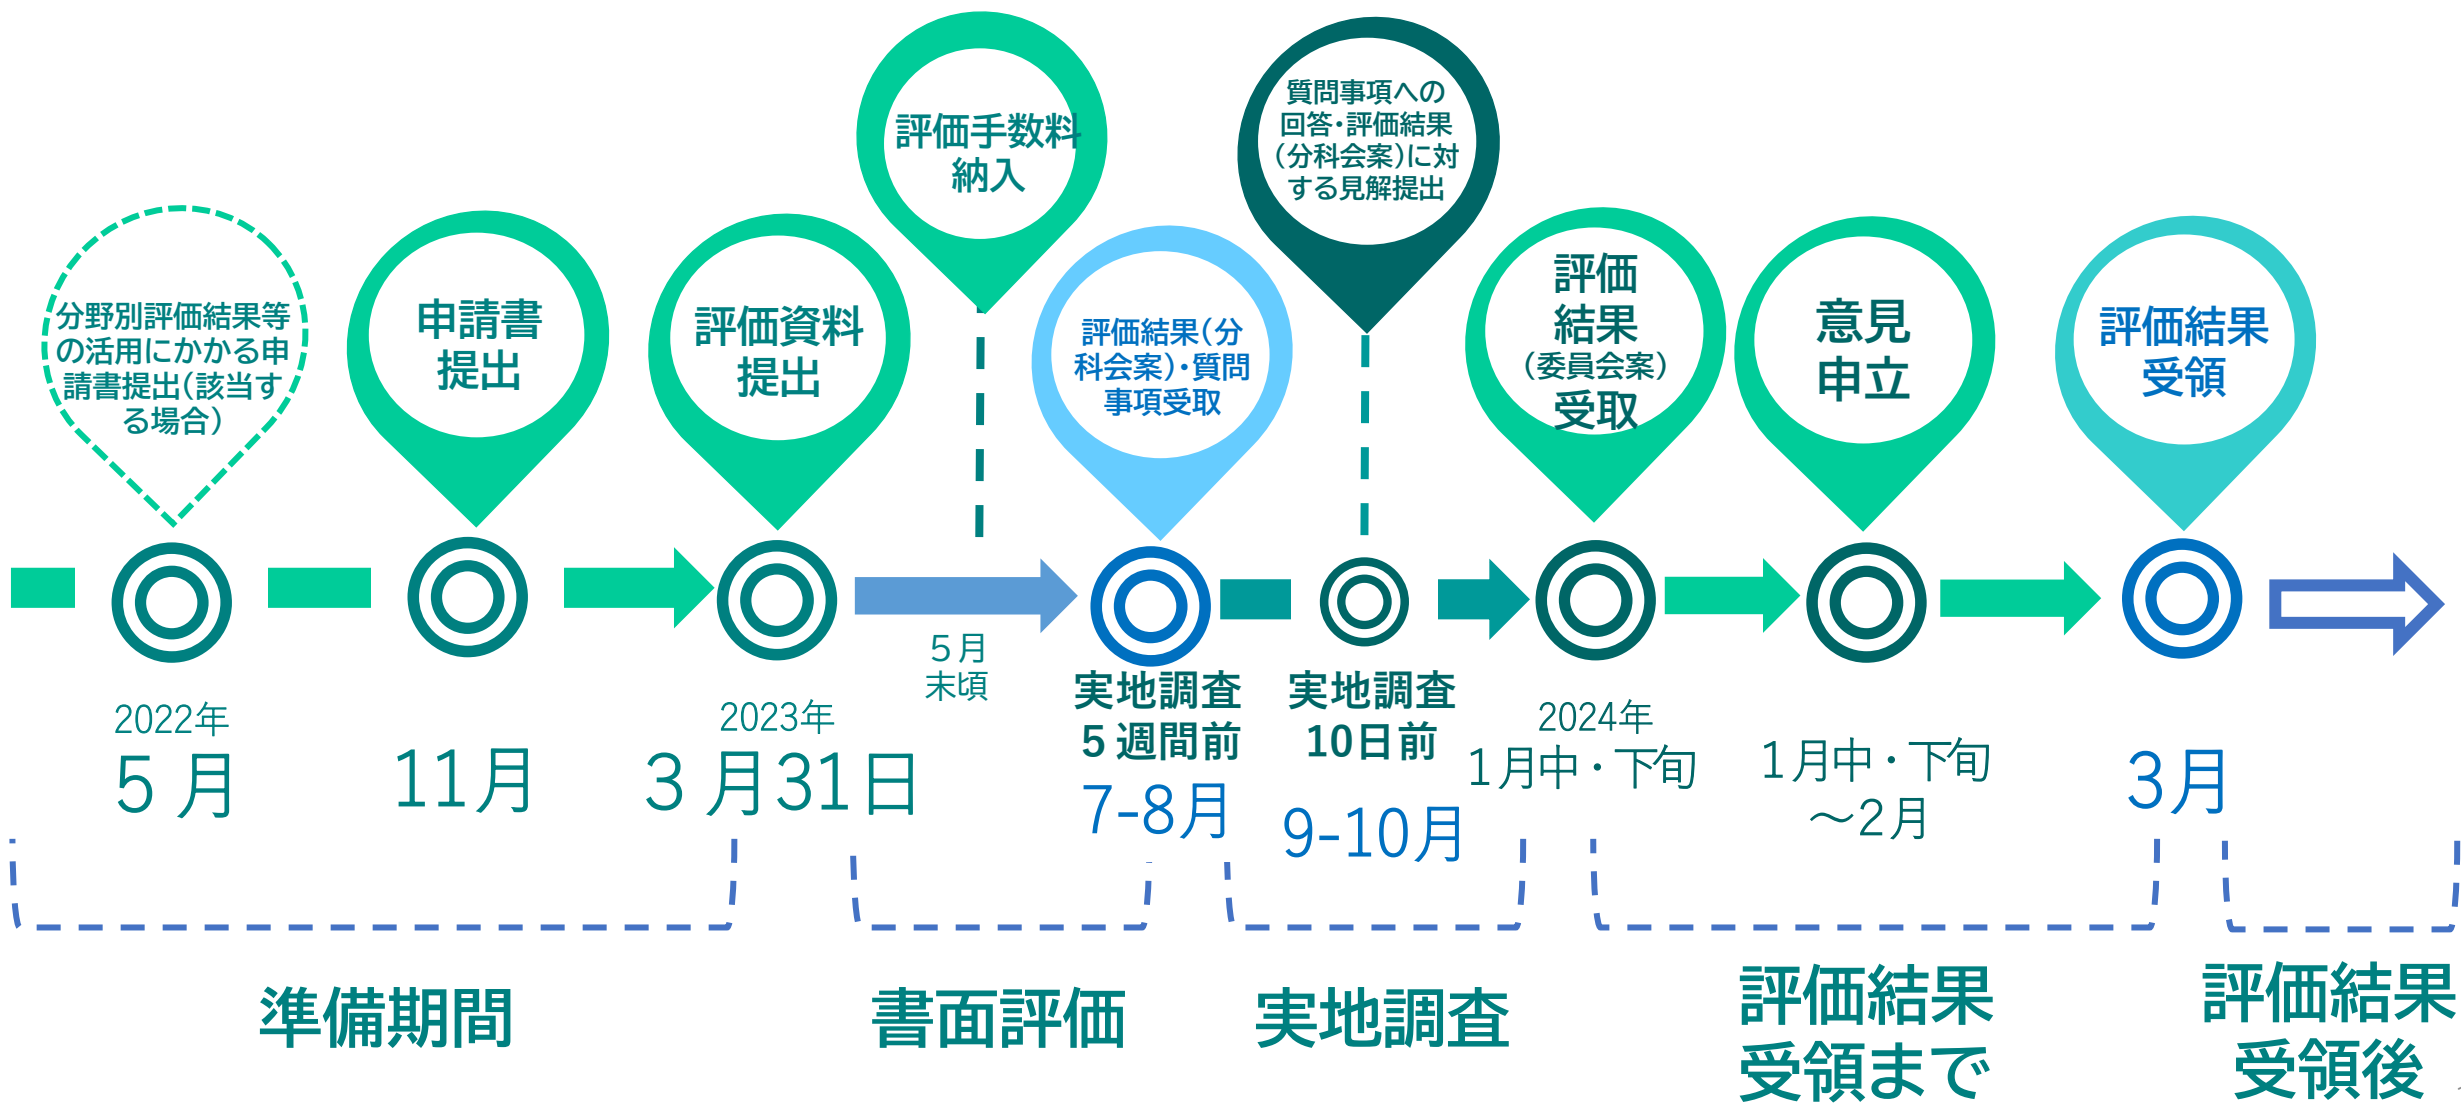 分野別評価結果等
の活用にかかる申
請書提出（該当す
る場合）
2022年
５月
申請書
提出
11月
評価資料
提出
2023年
３月31日
評価手数料
納入
５月
末頃
評価結果（分
科会案）・質問
事項受取
実地調査
５週間前
7-8月
質問事項への
回答・評価結果
（分科会案）に対
する見解提出
実地調査
10日前
9-10月
評価
結果
（委員会案）
受取
2024年
１月中・下旬
意見
申立
１月中・下旬
～２月
評価結果
受領
3月
準備期間
書面評価
実地調査
評価結果
受領まで
評価結果
受領後